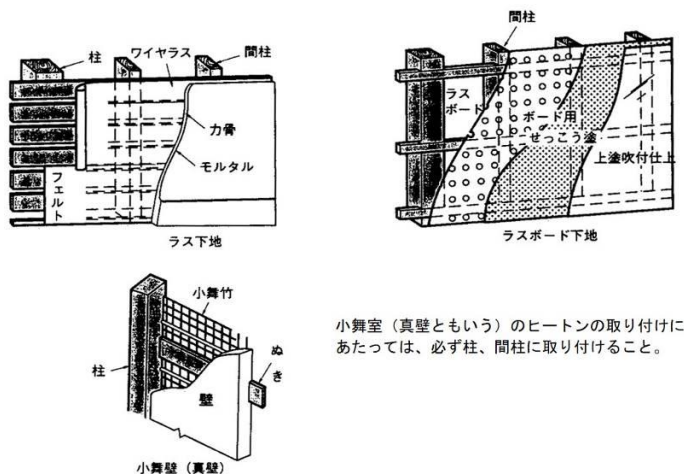 柱
ワイヤラス
間柱
力骨
モルタル
フェルト
ラス下地
間柱
ラスボード
ボード用
せっこう塗
上塗吹付仕上
ラスボード下地
小舞竹
柱
ぬき
壁
小舞壁（真壁）
小舞室（真壁ともいう）のヒートンの取り付けに
あたっては、必ず柱、間柱に取り付けること。